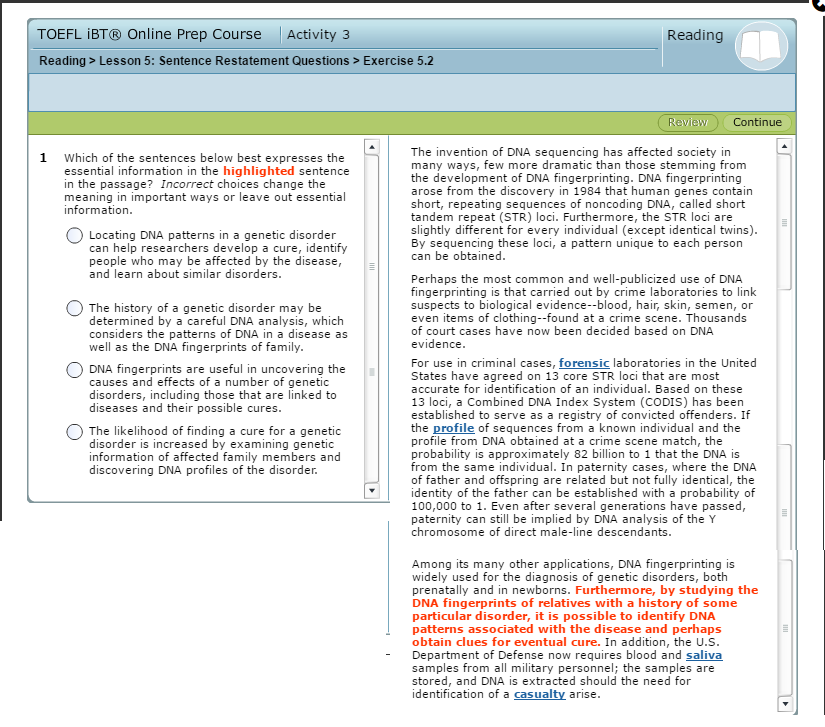 TOEFL iBT® Online Prep Course
Activity 3
Reading
Reading > Lesson 5: Sentence Restatement Questions > Exercise 5.2
Review
Continue
1 Which of the sentences below best expresses the
essential information in the highlighted sentence
in the passage? Incorrect choices change the
meaning in important ways or leave out essential
information.
Locating DNA patterns in a genetic disorder
can help researchers develop a cure, identify
people who may be affected by the disease,
and learn about similar disorders.
The history of a genetic disorder may be
determined by a careful DNA analysis, which
considers the patterns of DNA in a disease as
well as the DNA fingerprints of family.
DNA fingerprints are useful in uncovering the
causes and effects of a number of genetic
disorders, including those that are linked to
diseases and their possible cures.
The likelihood of finding a cure for a genetic
disorder is increased by examining genetic
information of affected family members and
discovering DNA profiles of the disorder.
The invention of DNA sequencing has affected society in
many ways, few more dramatic than those stemming from
the development of DNA fingerprinting. DNA fingerprinting
arose from the discovery in 1984 that human genes contain
short, repeating sequences of noncoding DNA, called short
tandem repeat (STR) loci. Furthermore, the STR loci are
slightly different for every individual (except identical twins).
By sequencing these loci, a pattern unique to each person
can be obtained.
Perhaps the most common and well-publicized use of DNA
fingerprinting is that carried out by crime laboratories to link
suspects to biological evidence--blood, hair, skin, semen, or
even items of clothing--found at a crime scene. Thousands
of court cases have now been decided based on DNA
evidence.
For use in criminal cases, forensic laboratories in the United
States have agreed on 13 core STR loci that are most
accurate for identification of an individual. Based on these
13 loci, a Combined DNA Index System (CODIS) has been
established to serve as a registry of convicted offenders. If
the profile of sequences from a known individual and the
profile from DNA obtained at a crime scene match, the
probability is approximately 82 billion to 1 that the DNA is
from the same individual. In paternity cases, where the DNA
of father and offspring are related but not fully identical, the
identity of the father can be established with a probability of
100,000 to 1. Even after several generations have passed,
paternity can still be implied by DNA analysis of the Y
chromosome of direct male-line descendants.
Among its many other applications, DNA fingerprinting is
widely used for the diagnosis of genetic disorders, both
prenatally and in newborns. Furthermore, by studying the
DNA fingerprints of relatives with a history of some
particular disorder, it is possible to identify DNA
patterns associated with the disease and perhaps
obtain clues for eventual cure. In addition, the U.S.
Department of Defense now requires blood and saliva
samples from all military personnel; the samples are
stored, and DNA is extracted should the need for
identification of a casualty arise.